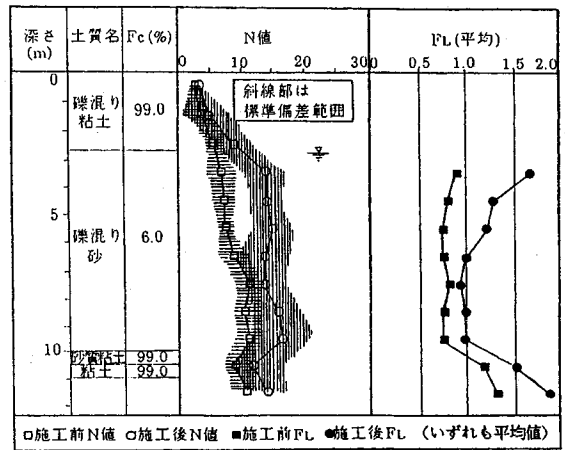 深さ
(m)
土質名
Fc(%)
N値
FL(平均)
0 10 20 30
0 0.5 1.0 1.5 2.0
0
5
10
斜線部は
標準偏差範囲
礫混り
粘土
99.0
礫混り
砂
6.0
砂質粘土
99.0
粘土
99.0
□施工前N値 ○施工後N値 ■施工前FL ●施工後FL (いずれも平均値)